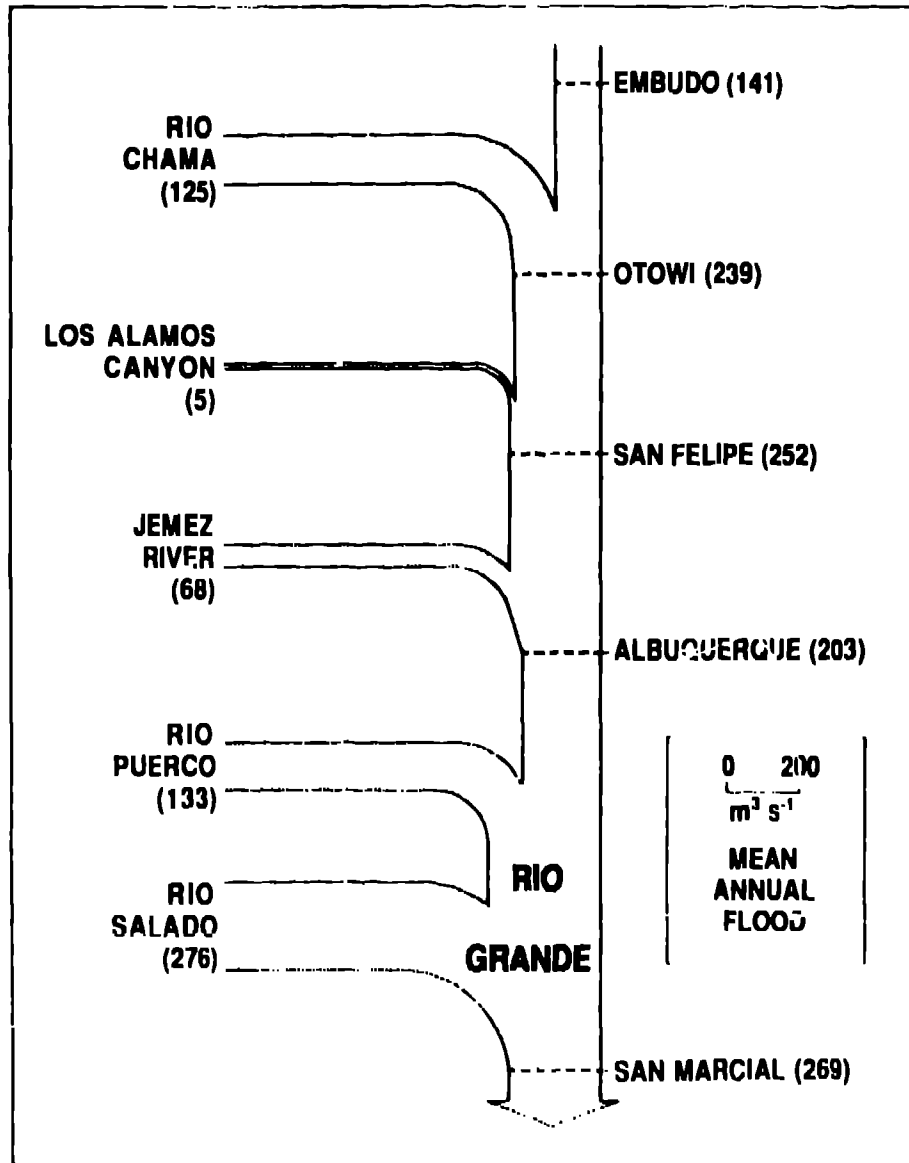 EMBUDO (141)
RIO
CHAMA
(125)
OTOWI (239)
LOS ALAMOS
CANYON
(5)
SAN FELIPE (252)
JEMEZ
RIVER
(68)
ALBUQUERQUE (203)
RIO
PUERCO
(133)
0 200
m³ s⁻¹
MEAN
ANNUAL
FLOOD
RIO
SALADO
(276)
RIO
GRANDE
SAN MARCIAL (269)